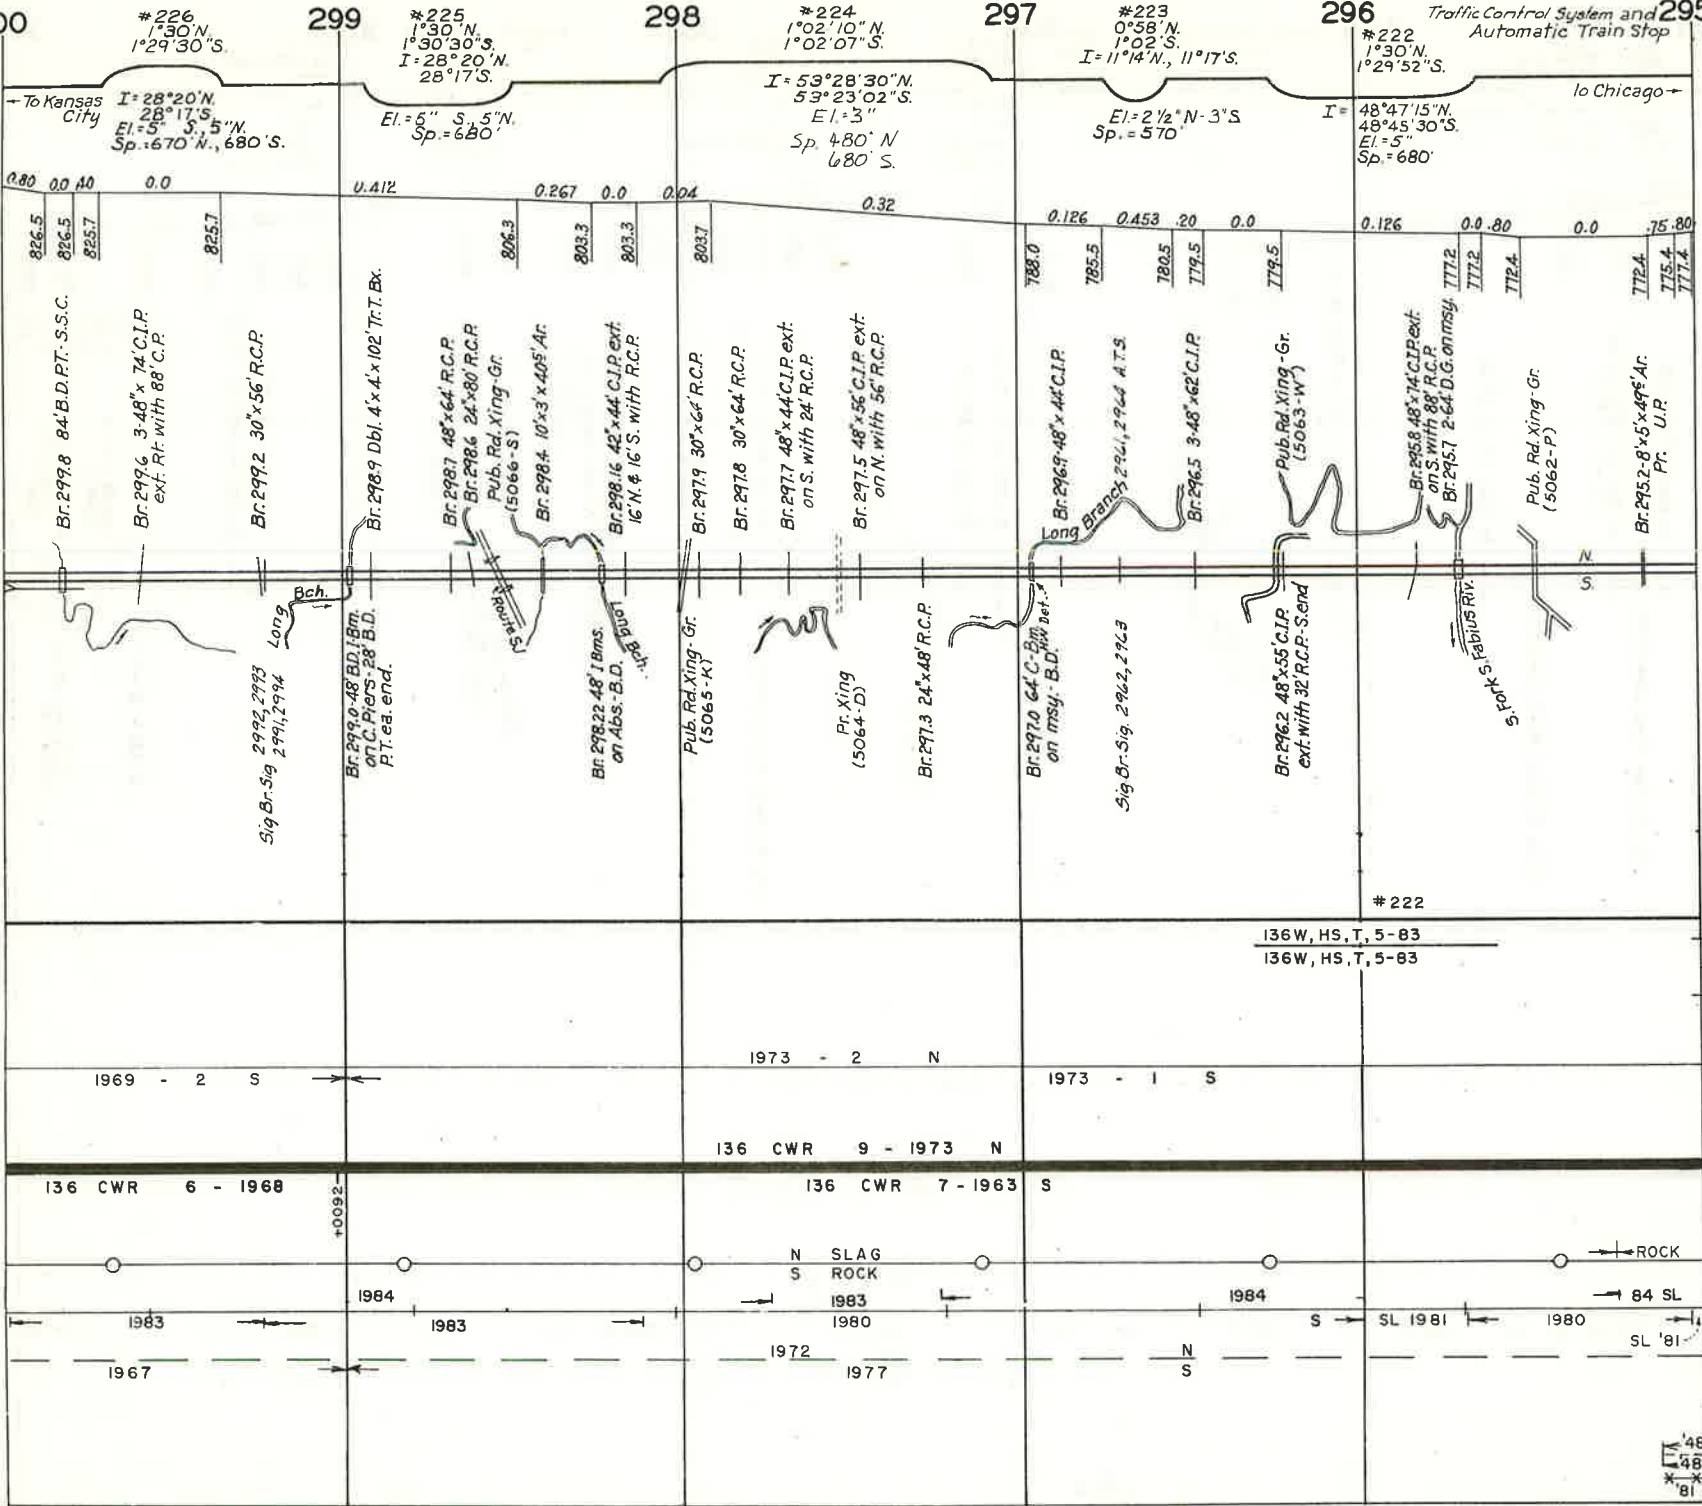 00
299
298
297
296
295
#226
1°30'N.
1°29'30"S.
#225
1°30'N.
1°30'30"S.
I=28°20'N.
28°17'S.
#224
1°02'10"N.
1°02'07"S.
#223
0°58'N.
1°02'S.
I=11°14'N., 11°17'S.
Traffic Control System and
Automatic Train Stop
#222
1°30'N.
1°29'52"S.
←To Kansas
City
I=28°20'N.
28°17'S.
El.=5" S., 5"N.
Sp.=670'N., 680'S.
El.=5" S., 5"N.
Sp.=680'
I=53°28'30"N.
53°23'02"S.
El.=3"
Sp. 480' N
680' S.
El.=2½"N-3"S
Sp.=570'
I=48°47'15"N.
48°45'30"S.
El.=5"
Sp.=680'
To Chicago→
0.80 0.0 .40 0.0 0.412 0.267 0.0 0.04 0.32 0.126 0.453 .20 0.0 0.126 0.0 .80 0.0 .75 .80
826.5
826.5
825.7
825.7
806.3
803.3
803.3
803.7
788.0
785.5
780.5
779.5
779.5
777.2
777.2
772.4
772.4
775.4
777.4
Br. 299.8 84' B.D.P.T.-S.S.C.
Br. 299.6 3-48"x 74' C.I.P.
ext. Rt. with 88' C.P.
Br. 299.2 30"x56' R.C.P.
Br. 298.9 Dbl. 4'x4'x102' Tr. T. Bx.
Br. 298.7 48"x64' R.C.P.
Br. 298.6 24"x80' R.C.P.
Pub. Rd. Xing-Gr.
(5066-S)
Br. 298.4 10'x3'x40⁵' Ar.
Br. 298.16 42"x44' C.I.P. ext.
16' N. & 16' S. with R.C.P.
Br. 297.9 30"x64' R.C.P.
Br. 297.8 30"x64' R.C.P.
Br. 297.7 48"x44' C.I.P. ext.
on S. with 24' R.C.P.
Br. 297.5 48"x56' C.I.P. ext.
on N. with 56' R.C.P.
Br. 296.9-48"x44' C.I.P.
Long Branch
2961, 2964 A.T.S.
Br. 296.5 3-48"x62' C.I.P.
Pub. Rd. Xing-Gr.
(5063-W)
Br. 295.8 48"x74' C.I.P. ext.
on S. with 88' R.C.P.
Br. 295.7 2-64' D.G. on msy.
Pub. Rd. Xing-Gr.
(5062-P)
Br. 295.2-8'x5'x49⁶' Ar.
Pr. U.P.
N.
S.
Long Bch.
Sig Br. Sig 2992, 2993
2991, 2994
Br. 299.0-48' B.D. I-Bm.
on C. Piers-28' B.D.
P.T. ea. end.
Br. 298.22 48' I Bms.
on Abs.-B.D.
Long Bch.
Pub. Rd. Xing-Gr.
(5065-K)
Pr. Xing
(5064-D)
Br. 297.3 24"x48' R.C.P.
Br. 297.0 64' C-Bm.
on msy.-B.D.
HW Det.
Sig Br. Sig. 2962, 2963
Br. 296.2 48"x55' C.I.P.
ext. with 32' R.C.P.-S. end
S. Fork S. Fabius Riv.
#222
136W, HS, T, 5-83
136W, HS, T, 5-83
1973 - 2 N
1969 - 2 S
1973 - 1 S
136 CWR 9 - 1973 N
136 CWR 6 - 1968
136 CWR 7 - 1963 S
+0092
N SLAG
S ROCK
ROCK
1984
1983
1984
84 SL
1983
1983
1980
S
SL 1981
1980
SL '81
1972
N
1967
1977
S
'48
'48
'81